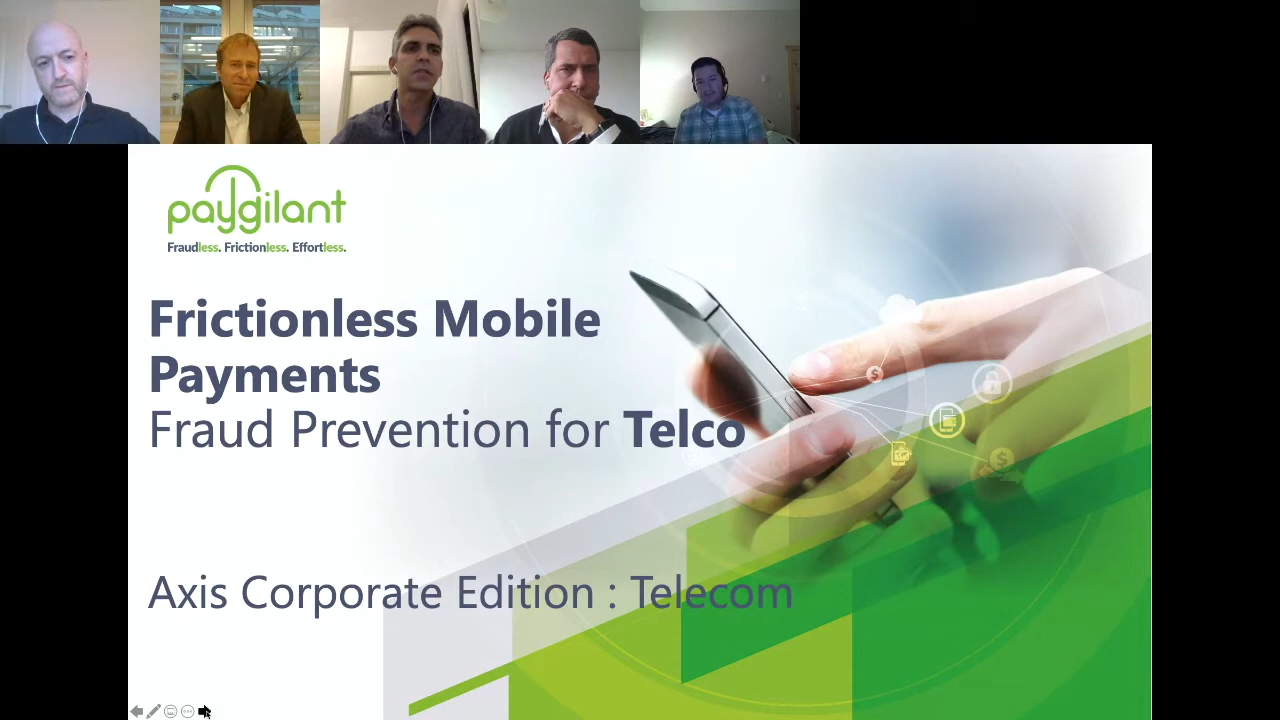 paygilant
Fraudless. Frictionless. Effortless.
Frictionless Mobile
Payments
Fraud Prevention for Telco
Axis Corporate Edition : Telecom